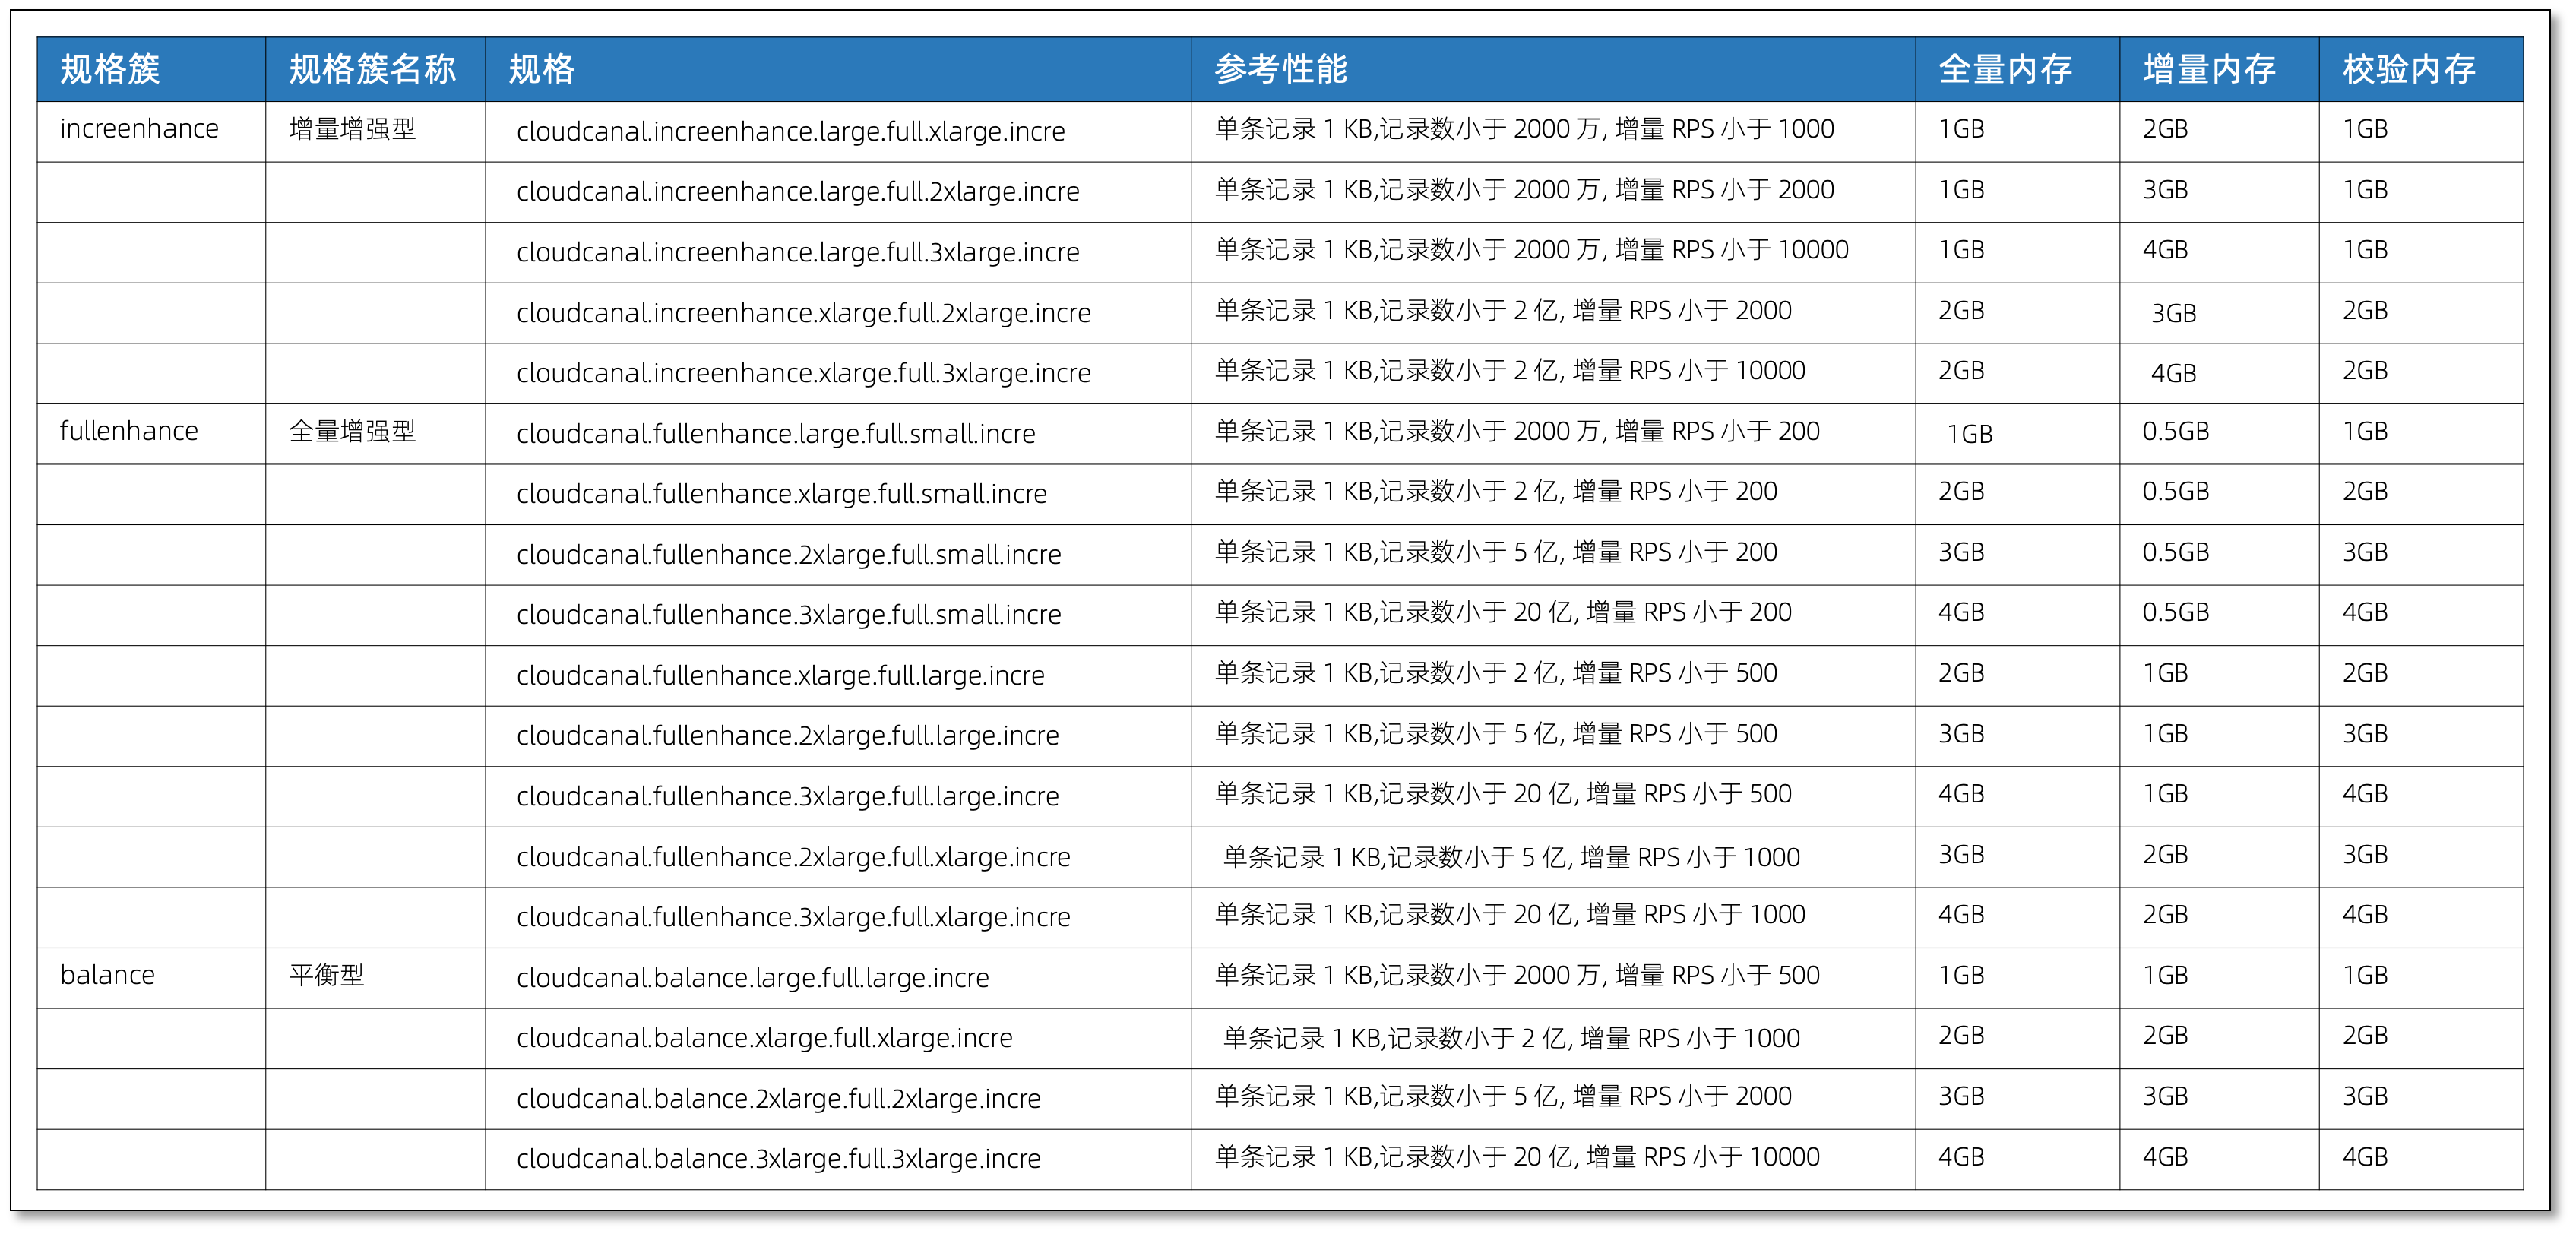 规格簇 规格簇名称 规格 参考性能 全量内存 增量内存 校验内存
increenhance 增量增强型 cloudcanal.increenhance.large.full.xlarge.incre 单条记录 1 KB,记录数小于 2000 万, 增量 RPS 小于 1000 1GB 2GB 1GB
cloudcanal.increenhance.large.full.2xlarge.incre 单条记录 1 KB,记录数小于 2000 万, 增量 RPS 小于 2000 1GB 3GB 1GB
cloudcanal.increenhance.large.full.3xlarge.incre 单条记录 1 KB,记录数小于 2000 万, 增量 RPS 小于 10000 1GB 4GB 1GB
cloudcanal.increenhance.xlarge.full.2xlarge.incre 单条记录 1 KB,记录数小于 2 亿, 增量 RPS 小于 2000 2GB 3GB 2GB
cloudcanal.increenhance.xlarge.full.3xlarge.incre 单条记录 1 KB,记录数小于 2 亿, 增量 RPS 小于 10000 2GB 4GB 2GB
fullenhance 全量增强型 cloudcanal.fullenhance.large.full.small.incre 单条记录 1 KB,记录数小于 2000 万, 增量 RPS 小于 200 1GB 0.5GB 1GB
cloudcanal.fullenhance.xlarge.full.small.incre 单条记录 1 KB,记录数小于 2 亿, 增量 RPS 小于 200 2GB 0.5GB 2GB
cloudcanal.fullenhance.2xlarge.full.small.incre 单条记录 1 KB,记录数小于 5 亿, 增量 RPS 小于 200 3GB 0.5GB 3GB
cloudcanal.fullenhance.3xlarge.full.small.incre 单条记录 1 KB,记录数小于 20 亿, 增量 RPS 小于 200 4GB 0.5GB 4GB
cloudcanal.fullenhance.xlarge.full.large.incre 单条记录 1 KB,记录数小于 2 亿, 增量 RPS 小于 500 2GB 1GB 2GB
cloudcanal.fullenhance.2xlarge.full.large.incre 单条记录 1 KB,记录数小于 5 亿, 增量 RPS 小于 500 3GB 1GB 3GB
cloudcanal.fullenhance.3xlarge.full.large.incre 单条记录 1 KB,记录数小于 20 亿, 增量 RPS 小于 500 4GB 1GB 4GB
cloudcanal.fullenhance.2xlarge.full.xlarge.incre 单条记录 1 KB,记录数小于 5 亿, 增量 RPS 小于 1000 3GB 2GB 3GB
cloudcanal.fullenhance.3xlarge.full.xlarge.incre 单条记录 1 KB,记录数小于 20 亿, 增量 RPS 小于 1000 4GB 2GB 4GB
balance 平衡型 cloudcanal.balance.large.full.large.incre 单条记录 1 KB,记录数小于 2000 万, 增量 RPS 小于 500 1GB 1GB 1GB
cloudcanal.balance.xlarge.full.xlarge.incre 单条记录 1 KB,记录数小于 2 亿, 增量 RPS 小于 1000 2GB 2GB 2GB
cloudcanal.balance.2xlarge.full.2xlarge.incre 单条记录 1 KB,记录数小于 5 亿, 增量 RPS 小于 2000 3GB 3GB 3GB
cloudcanal.balance.3xlarge.full.3xlarge.incre 单条记录 1 KB,记录数小于 20 亿, 增量 RPS 小于 10000 4GB 4GB 4GB